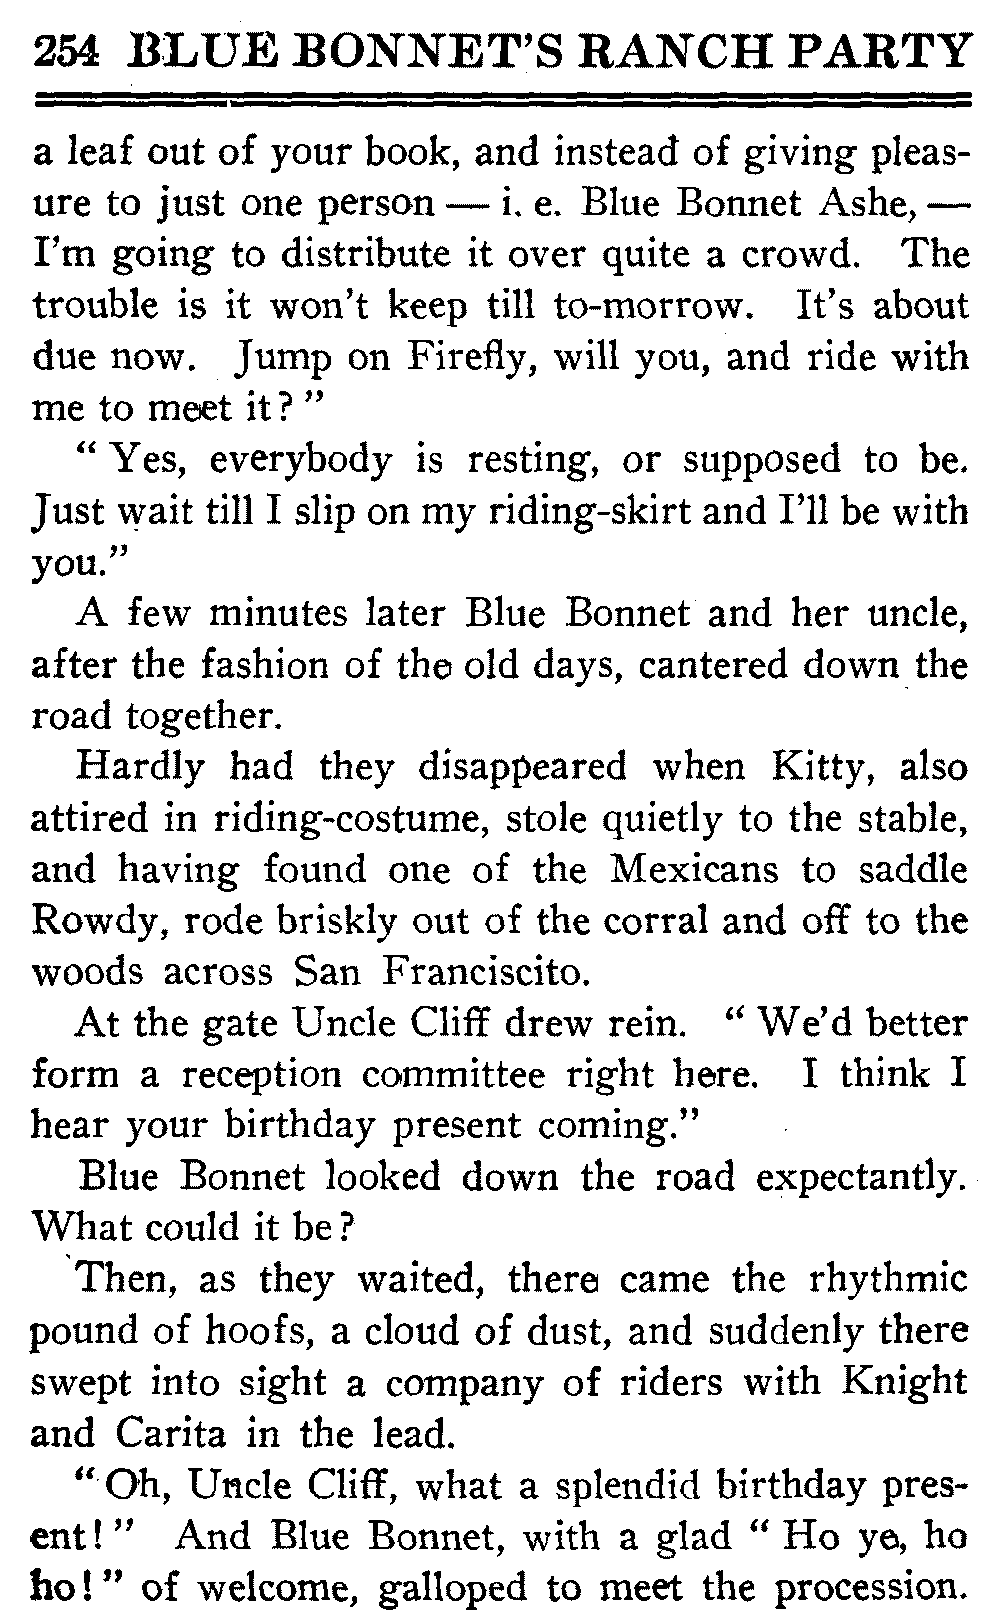 254 BLUE BONNET'S RANCH PARTY
a leaf out of your book, and instead of giving pleas-
ure to just one person — i. e. Blue Bonnet Ashe, —
I'm going to distribute it over quite a crowd. The
trouble is it won't keep till to-morrow. It's about
due now. Jump on Firefly, will you, and ride with
me to meet it? "
" Yes, everybody is resting, or supposed to be.
Just wait till I slip on my riding-skirt and I'll be with
you."
A few minutes later Blue Bonnet and her uncle,
after the fashion of the old days, cantered down the
road together.
Hardly had they disappeared when Kitty, also
attired in riding-costume, stole quietly to the stable,
and having found one of the Mexicans to saddle
Rowdy, rode briskly out of the corral and off to the
woods across San Franciscito.
At the gate Uncle Cliff drew rein. " We'd better
form a reception committee right here. I think I
hear your birthday present coming."
Blue Bonnet looked down the road expectantly.
What could it be?
Then, as they waited, there came the rhythmic
pound of hoofs, a cloud of dust, and suddenly there
swept into sight a company of riders with Knight
and Carita in the lead.
" Oh, Uncle Cliff, what a splendid birthday pres-
ent! " And Blue Bonnet, with a glad " Ho ye, ho
ho! " of welcome, galloped to meet the procession.